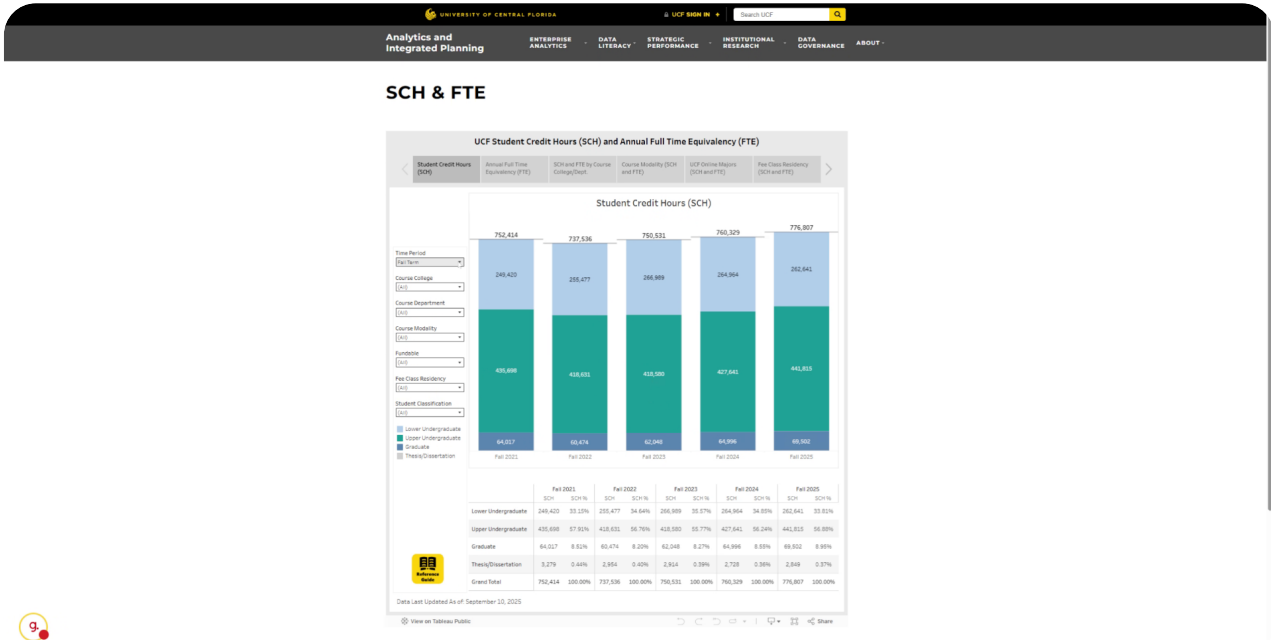 UNIVERSITY OF CENTRAL FLORIDA
UCF SIGN IN +
Search UCF
Analytics and
Integrated Planning
ENTERPRISE
ANALYTICS
DATA
LITERACY
STRATEGIC
PERFORMANCE
INSTITUTIONAL
RESEARCH
DATA
GOVERNANCE
ABOUT
SCH & FTE
UCF Student Credit Hours (SCH) and Annual Full Time Equivalency (FTE)
Student Credit Hours
(SCH)
Annual Full Time
Equivalency (FTE)
SCH and FTE by Course
College/Dept.
Course Modality (SCH
and FTE)
UCF Online Majors
(SCH and FTE)
Fee Class Residency
(SCH and FTE)
Student Credit Hours (SCH)
752,414 737,536 750,531 760,329 776,807
Time Period
Fall Term
Course College
(All)
Course Department
(All)
Course Modality
(All)
Fundable
(All)
Fee Class Residency
(All)
Student Classification
(All)
Lower Undergraduate
Upper Undergraduate
Graduate
Thesis/Dissertation
249,420 255,477 266,989 264,964 262,641
435,698 418,631 418,580 427,641 441,815
64,017 60,474 62,048 64,996 69,502
Fall 2021 Fall 2022 Fall 2023 Fall 2024 Fall 2025
Fall 2021 Fall 2022 Fall 2023 Fall 2024 Fall 2025
SCH SCH % SCH SCH % SCH SCH % SCH SCH % SCH SCH %
Lower Undergraduate 249,420 33.15% 255,477 34.64% 266,989 35.57% 264,964 34.85% 262,641 33.81%
Upper Undergraduate 435,698 57.91% 418,631 56.76% 418,580 55.77% 427,641 56.24% 441,815 56.88%
Graduate 64,017 8.51% 60,474 8.20% 62,048 8.27% 64,996 8.55% 69,502 8.95%
Thesis/Dissertation 3,279 0.44% 2,954 0.40% 2,914 0.39% 2,728 0.36% 2,849 0.37%
Grand Total 752,414 100.00% 737,536 100.00% 750,531 100.00% 760,329 100.00% 776,807 100.00%
Reference
Guide
Data Last Updated As of: September 10, 2025
View on Tableau Public
Share
g.